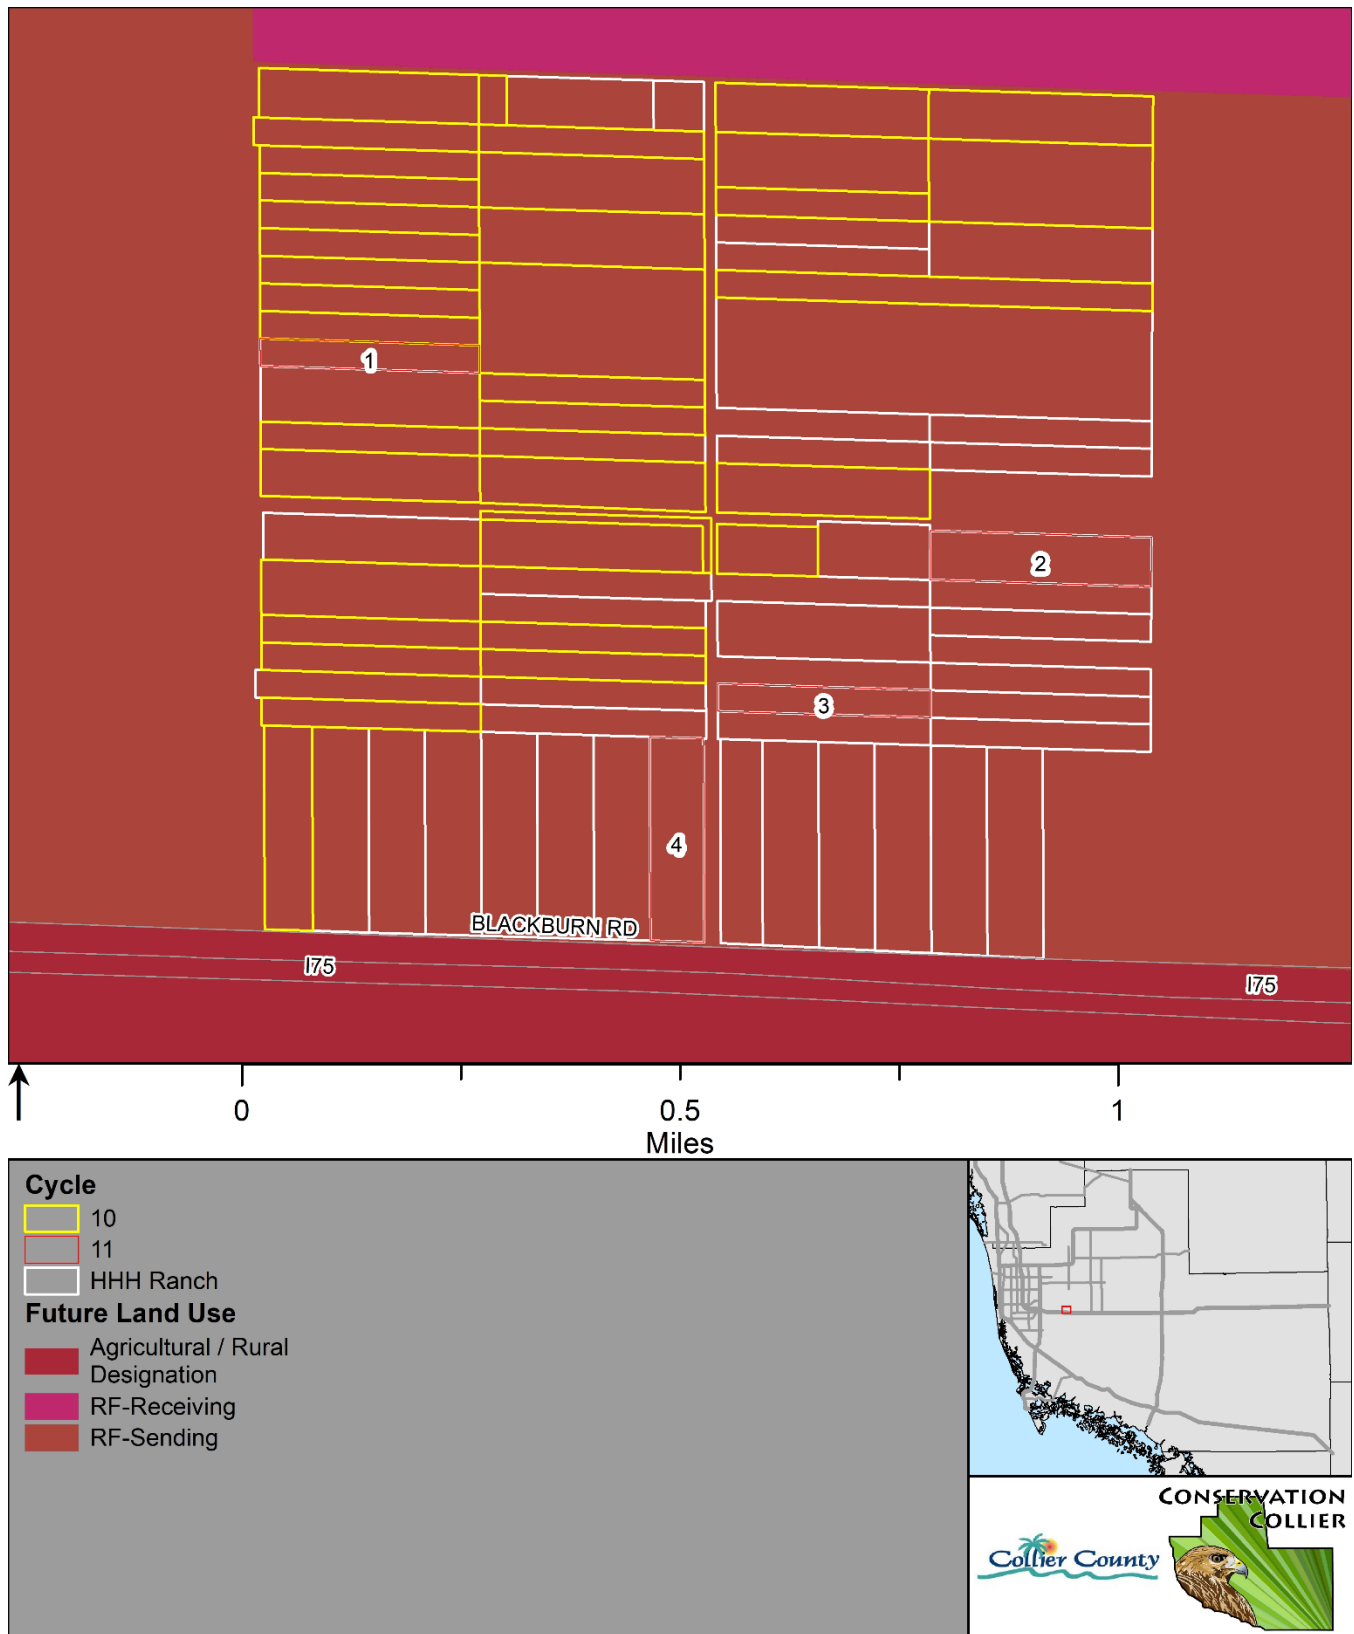 1
2
3
4
BLACKBURN RD
I75
I75
0
0.5
1
Miles
Cycle
10
11
HHH Ranch
Future Land Use
Agricultural / Rural
Designation
RF-Receiving
RF-Sending
CONSERVATION
COLLIER
Collier County